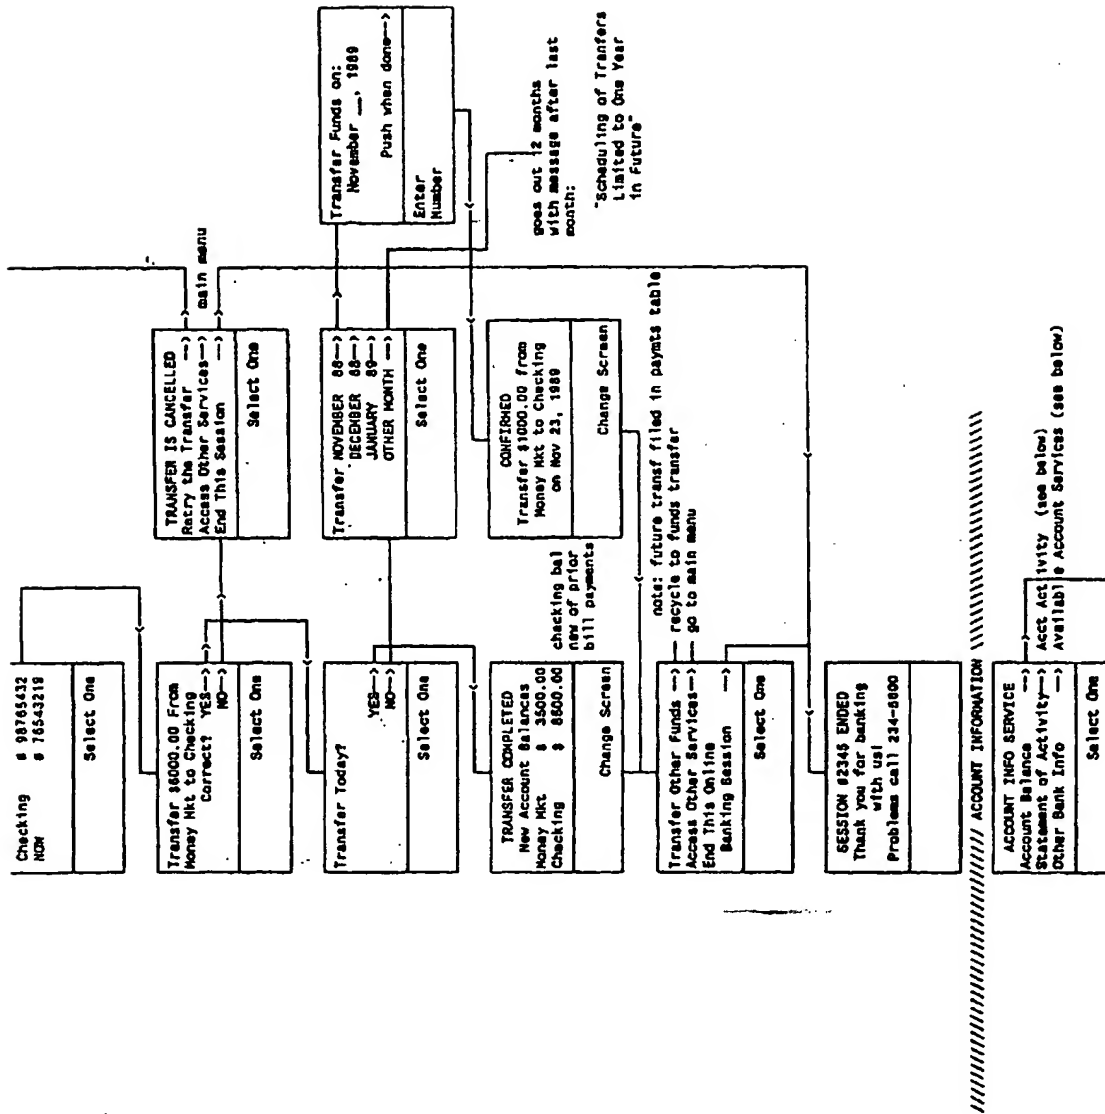 Checking # 98765432
NOW # 76543219
Select One
Transfer $6000.00 From
Money Mkt to Checking
Correct? YES-->
NO-->
Select One
TRANSFER IS CANCELLED
Retry the Transfer -->
Access Other Services-->
End This Session -->
Select One
main menu
Transfer Today?
YES-->
NO-->
Select One
Transfer NOVEMBER 88-->
DECEMBER 88-->
JANUARY 89-->
OTHER MONTH -->
Select One
Transfer Funds on:
November __, 1989
Push when done-->
Enter
Number
goes out 12 months
with message after last
month:
"Scheduling of Tranfers
Limited to One Year
in Future"
TRANSFER COMPLETED
New Account Balances
Money Mkt $ 3500.00
Checking $ 8500.00
Change Screen
checking bal
new of prior
bill payments
CONFIRMED
Transfer $1000.00 from
Money Mkt to Checking
on Nov 23, 1989
Change Screen
note: future transf filed in paymts table
Transfer Other Funds --> recycle to funds transfer
Access Other Services--> go to main menu
End This Online
Banking Session -->
Select One
SESSION #2345 ENDED
Thank you for banking
with us!
Problems call 234-5600
//////////////////// ACCOUNT INFORMATION ////////////////////
ACCOUNT INFO SERVICE
Account Balance -->
Statement of Activity--> Acct Activity (see below)
Other Bank Info --> Available Account Services (see below)
Select One